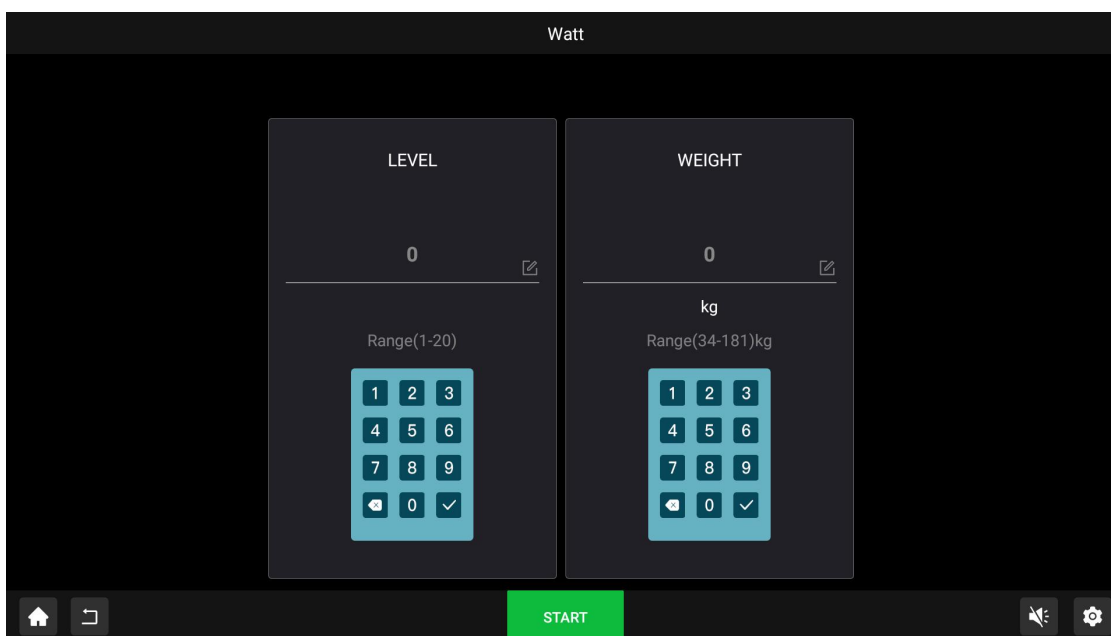 Watt
LEVEL
0
Range(1-20)
1 2 3
4 5 6
7 8 9
0
WEIGHT
0
kg
Range(34-181)kg
1 2 3
4 5 6
7 8 9
0
START